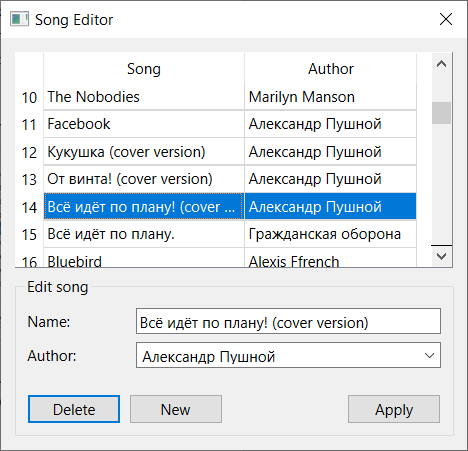 Song Editor
Song Author
10 The Nobodies Marilyn Manson
11 Facebook Александр Пушной
12 Кукушка (cover version) Александр Пушной
13 От винта! (cover version) Александр Пушной
14 Всё идёт по плану! (cover ... Александр Пушной
15 Всё идёт по плану. Гражданская оборона
16 Bluebird Alexis Ffrench
Edit song
Name: Всё идёт по плану! (cover version)
Author: Александр Пушной
Delete New Apply